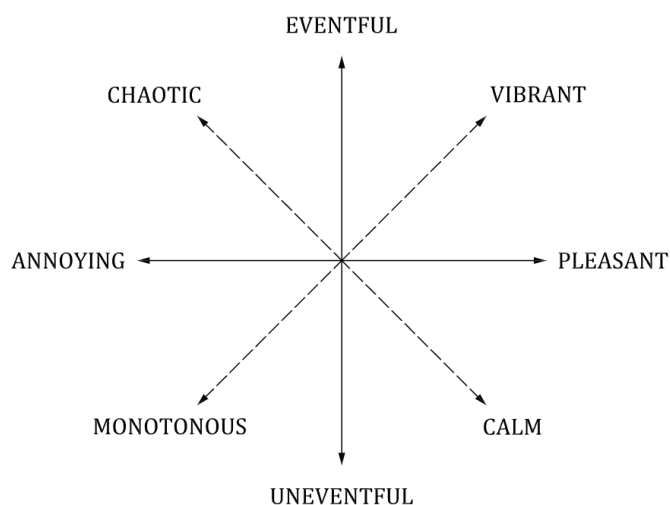 EVENTFUL
CHAOTIC
VIBRANT
ANNOYING
PLEASANT
MONOTONOUS
CALM
UNEVENTFUL